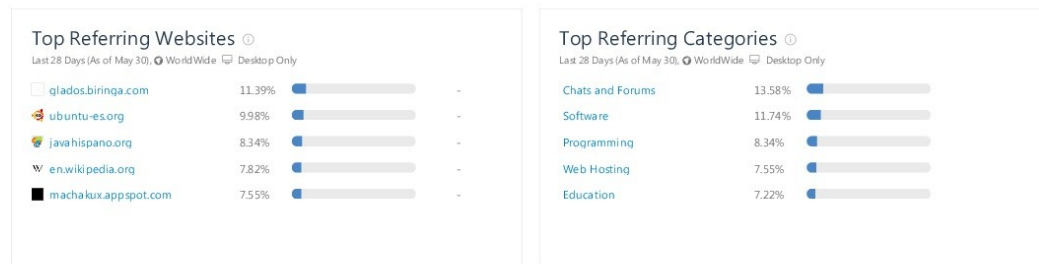 Top Referring Websites
Last 28 Days (As of May 30), WorldWide Desktop Only
glados.biringa.com 11.39% -
ubuntu-es.org 9.98% -
javahispano.org 8.34% -
W en.wikipedia.org 7.82% -
machakux.appspot.com 7.55% -
Top Referring Categories
Last 28 Days (As of May 30), WorldWide Desktop Only
Chats and Forums 13.58%
Software 11.74%
Programming 8.34%
Web Hosting 7.55%
Education 7.22%